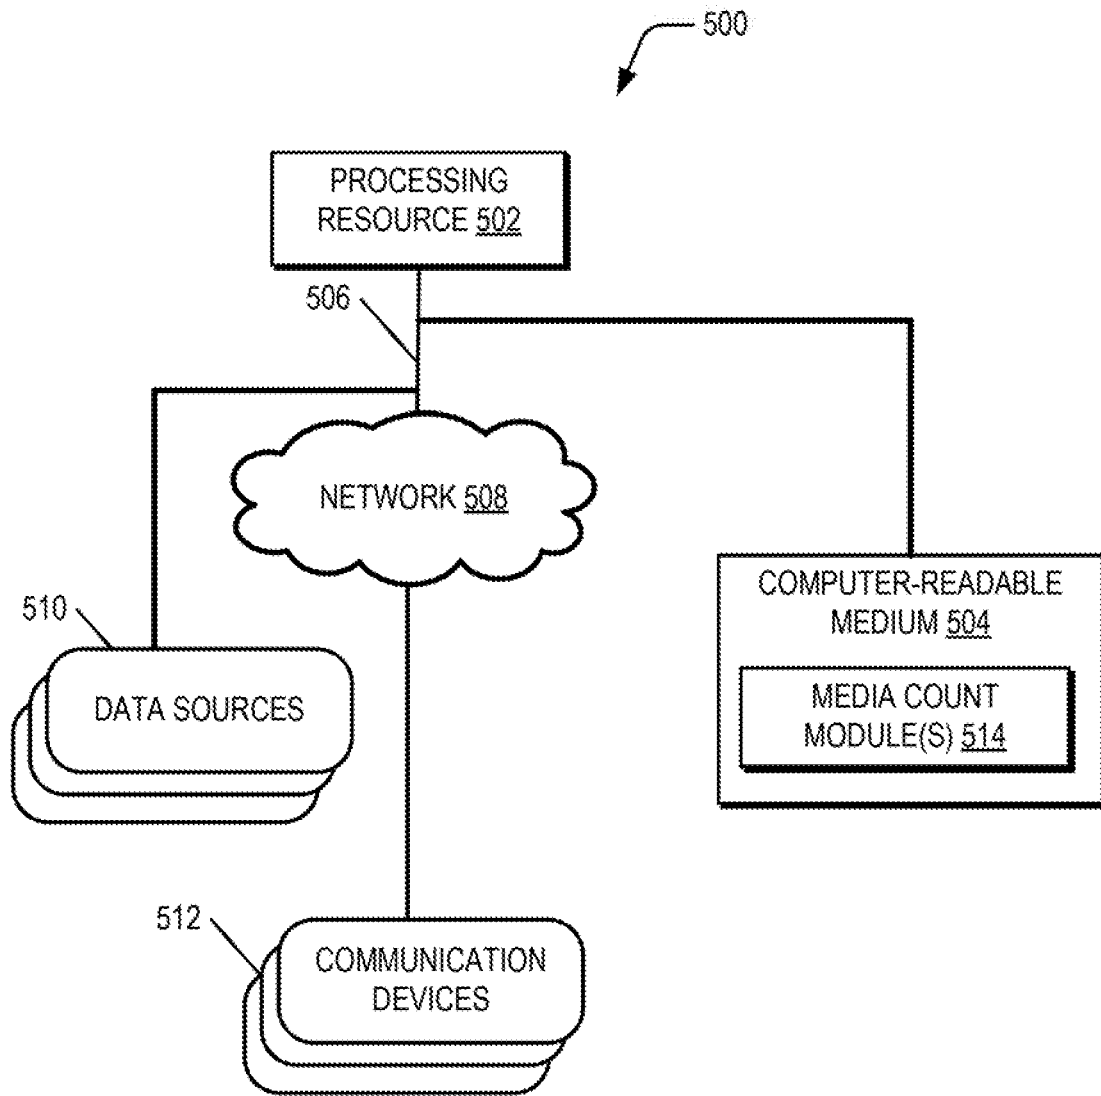 500
PROCESSING
RESOURCE 502
506
NETWORK 508
COMPUTER-READABLE
MEDIUM 504
MEDIA COUNT
MODULE(S) 514
510
DATA SOURCES
512
COMMUNICATION
DEVICES